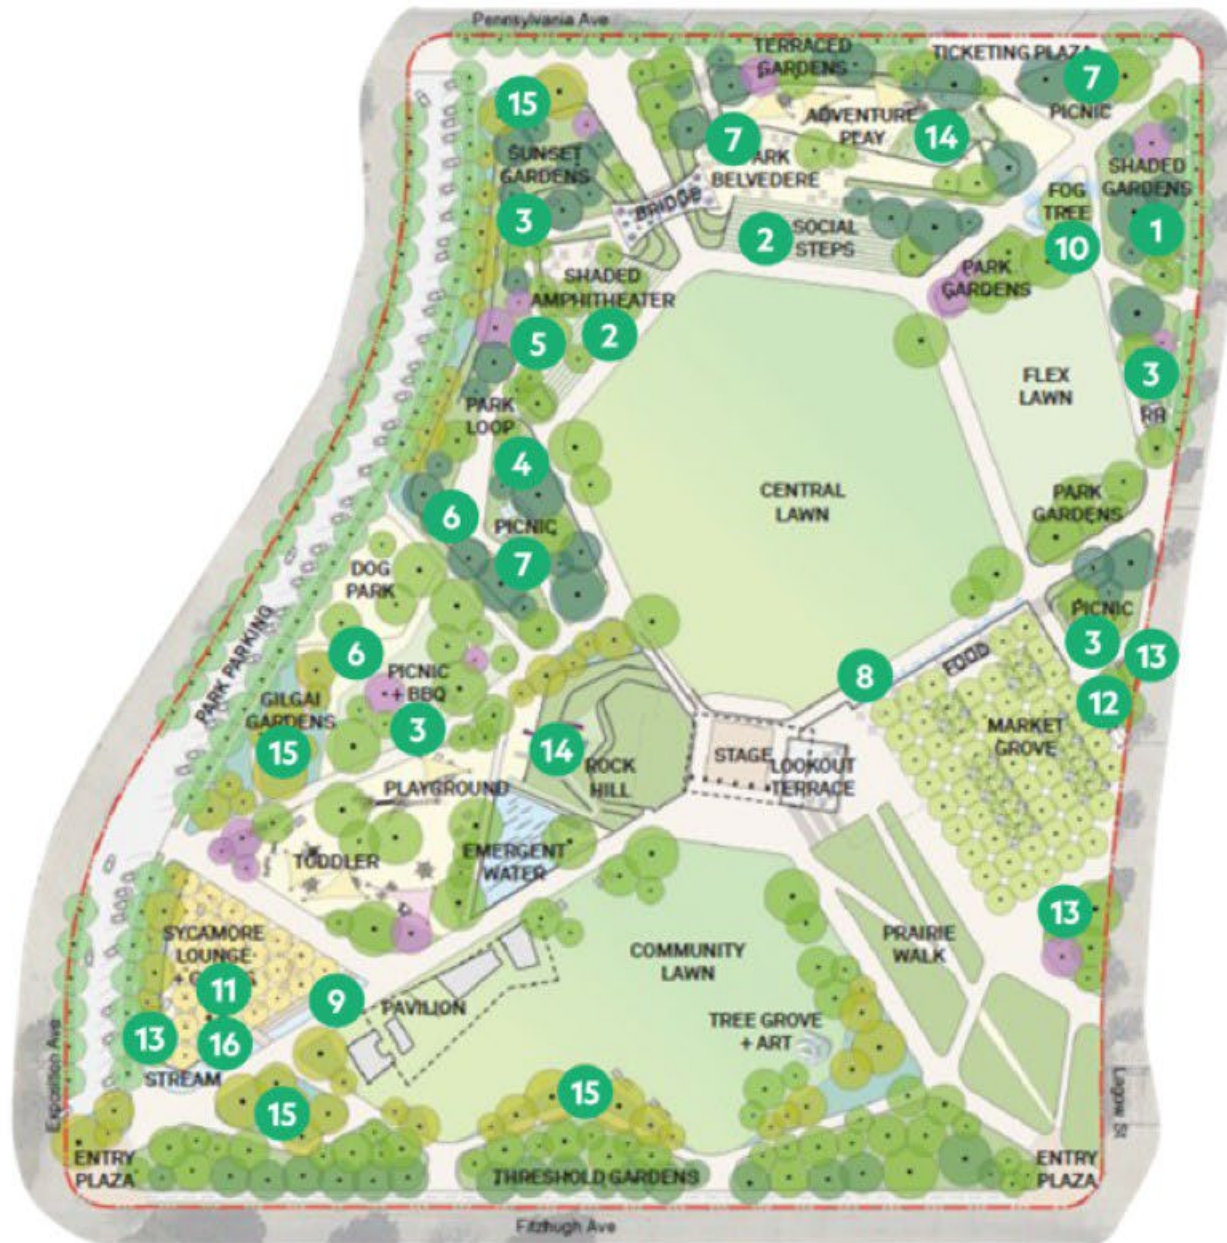 Pennsylvania Ave
TERRACED
GARDENS
TICKETING PLAZA
7
PICNIC
15
ADVENTURE
PLAY
14
7
SUNSET
GARDENS
PARK
BELVEDERE
SHADED
GARDENS
1
BRIDGE
3
2
SOCIAL
STEPS
FOG
TREE
10
PARK
GARDENS
SHADED
AMPHITHEATER
5
2
FLEX
LAWN
3
RR
PARK
LOOP
4
CENTRAL
LAWN
PARK
GARDENS
6
PICNIC
7
DOG
PARK
PICNIC
3
13
12
PARK PARKING
6
PICNIC
+ BBQ
3
8
FOOD
GILGAI
GARDENS
15
MARKET
GROVE
14
ROCK
HILL
STAGE
LOOKOUT
TERRACE
PLAYGROUND
TODDLER
EMERGENT
WATER
13
SYCAMORE
LOUNGE
+
11
9
PAVILION
COMMUNITY
LAWN
PRAIRIE
WALK
13
16
STREAM
TREE GROVE
+ ART
15
15
Exposition Ave
Lagow St
ENTRY
PLAZA
THRESHOLD GARDENS
ENTRY
PLAZA
Fitzhugh Ave